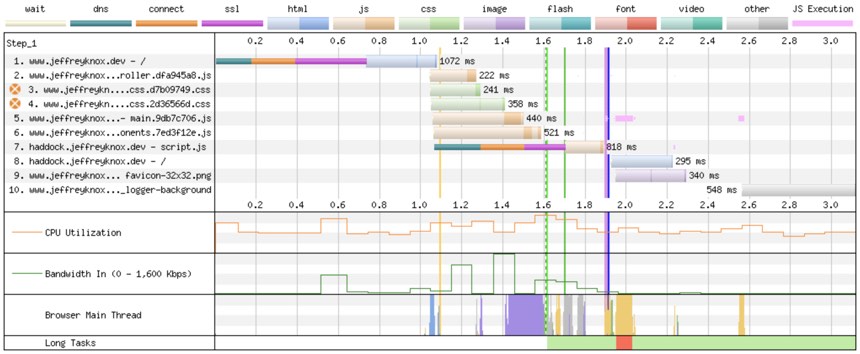 wait dns connect ssl html js css image flash font video other JS Execution
Step_1 0.2 0.4 0.6 0.8 1.0 1.2 1.4 1.6 1.8 2.0 2.2 2.4 2.6 2.8 3.0
1. www.jeffreyknox.dev - / 1072 ms
2. www.jeffreyknox...roller.dfa945a8.js 222 ms
3. www.jeffreykn....css.d7b09749.css 241 ms
4. www.jeffreykn....css.2d36566d.css 358 ms
5. www.jeffreyknox...- main.9db7c706.js 440 ms
6. www.jeffreyknox...onents.7ed3f12e.js 521 ms
7. haddock.jeffreyknox.dev - script.js 818 ms
8. haddock.jeffreyknox.dev - / 295 ms
9. www.jeffreyknox... favicon-32x32.png 340 ms
10. www.jeffreyknox..._logger-background 548 ms
0.2 0.4 0.6 0.8 1.0 1.2 1.4 1.6 1.8 2.0 2.2 2.4 2.6 2.8 3.0
CPU Utilization
Bandwidth In (0 - 1,600 Kbps)
Browser Main Thread
Long Tasks